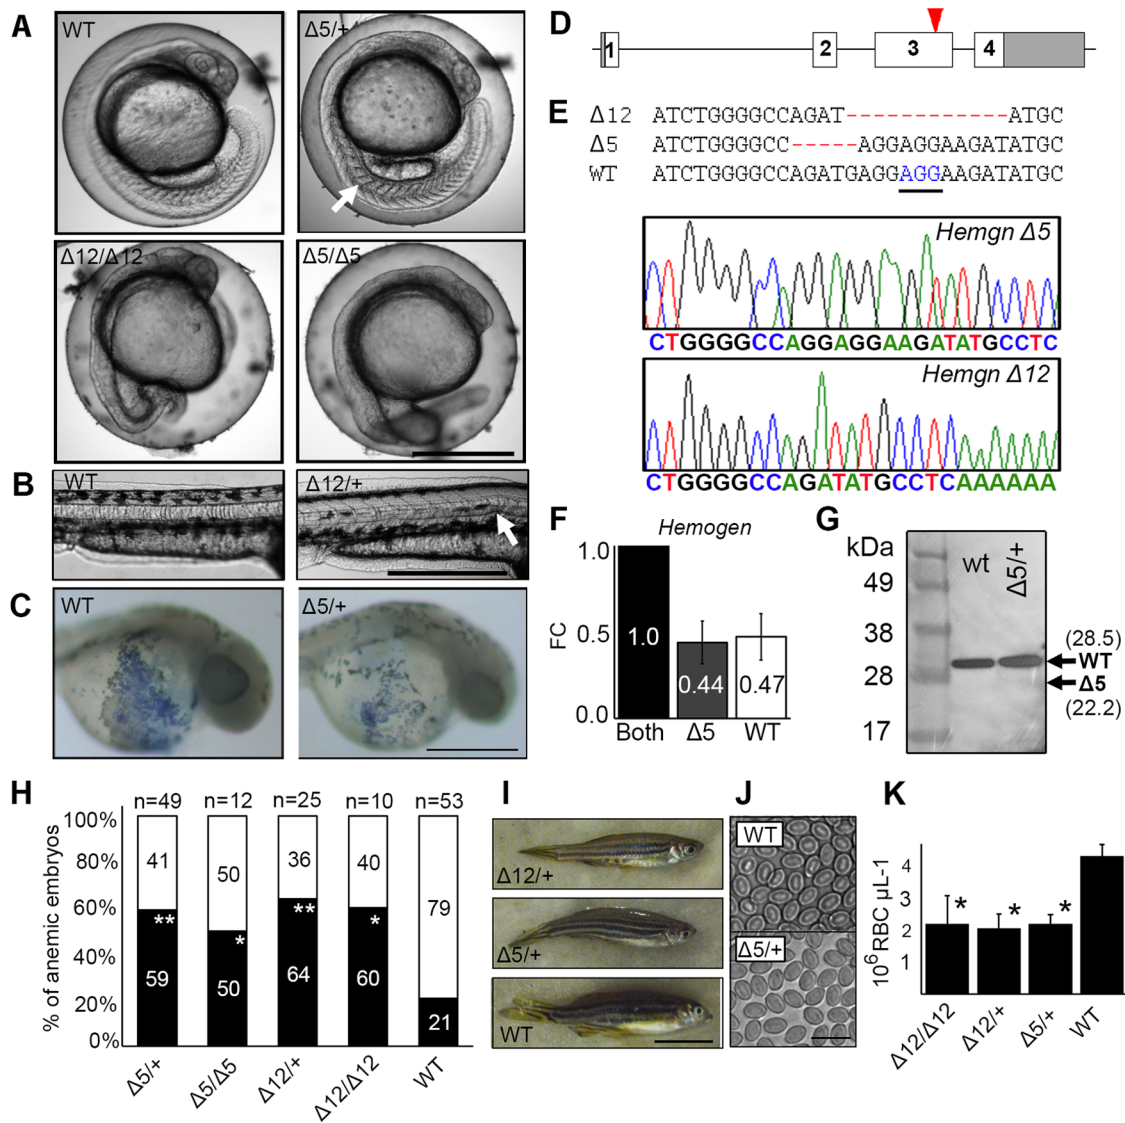 A
WT
Δ5/+
Δ12/Δ12
Δ5/Δ5
B
WT
Δ12/+
C
WT
Δ5/+
D
1
2
3
4
E
Δ12 ATCTGGGGCCAGAT---------------ATGC
Δ5 ATCTGGGGCC------AGGAGGAAGATATGC
WT ATCTGGGGCCAGATGAGGAGGAAGATATGC
Hemgn Δ5
CTGGGGCCAGGAGGAAGATATGCCTC
Hemgn Δ12
CTGGGGCCAGATATGCCTCAAAAAA
F
Hemogen
FC
1.0
0.5
0.0
1.0
0.44
0.47
Both
Δ5
WT
G
kDa
49
38
28
17
wt
Δ5/+
(28.5)
WT
Δ5
(22.2)
H
% of anemic embryos
100%
80%
60%
40%
20%
0%
n=49 n=12 n=25 n=10 n=53
41 50 36 40 79
** * ** *
59 50 64 60 21
Δ5/+
Δ5/Δ5
Δ12/+
Δ12/Δ12
WT
I
Δ12/+
Δ5/+
WT
J
WT
Δ5/+
K
10⁶RBC µL-1
4
3
2
1
* * *
Δ12/Δ12
Δ12/+
Δ5/+
WT